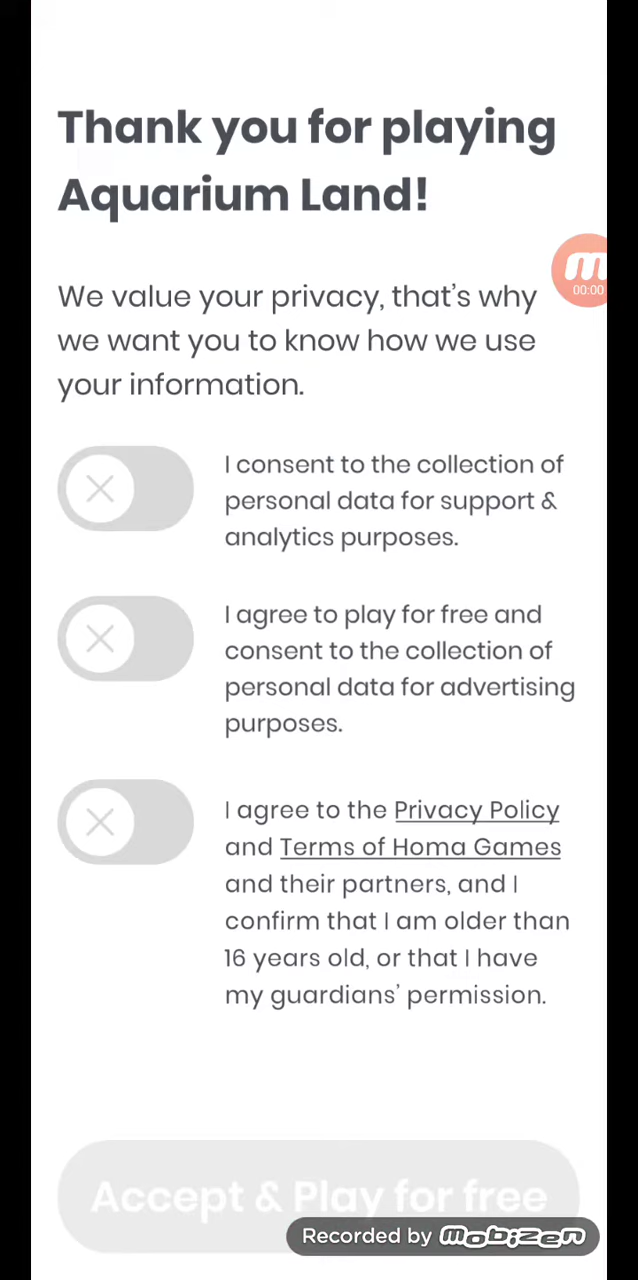 Thank you for playing
Aquarium Land!
00:00
We value your privacy, that's why
we want you to know how we use
your information.
I consent to the collection of
personal data for support &
analytics purposes.
I agree to play for free and
consent to the collection of
personal data for advertising
purposes.
I agree to the Privacy Policy
and Terms of Homa Games
and their partners, and I
confirm that I am older than
16 years old, or that I have
my guardians' permission.
Accept & Play for free
Recorded by mobizen